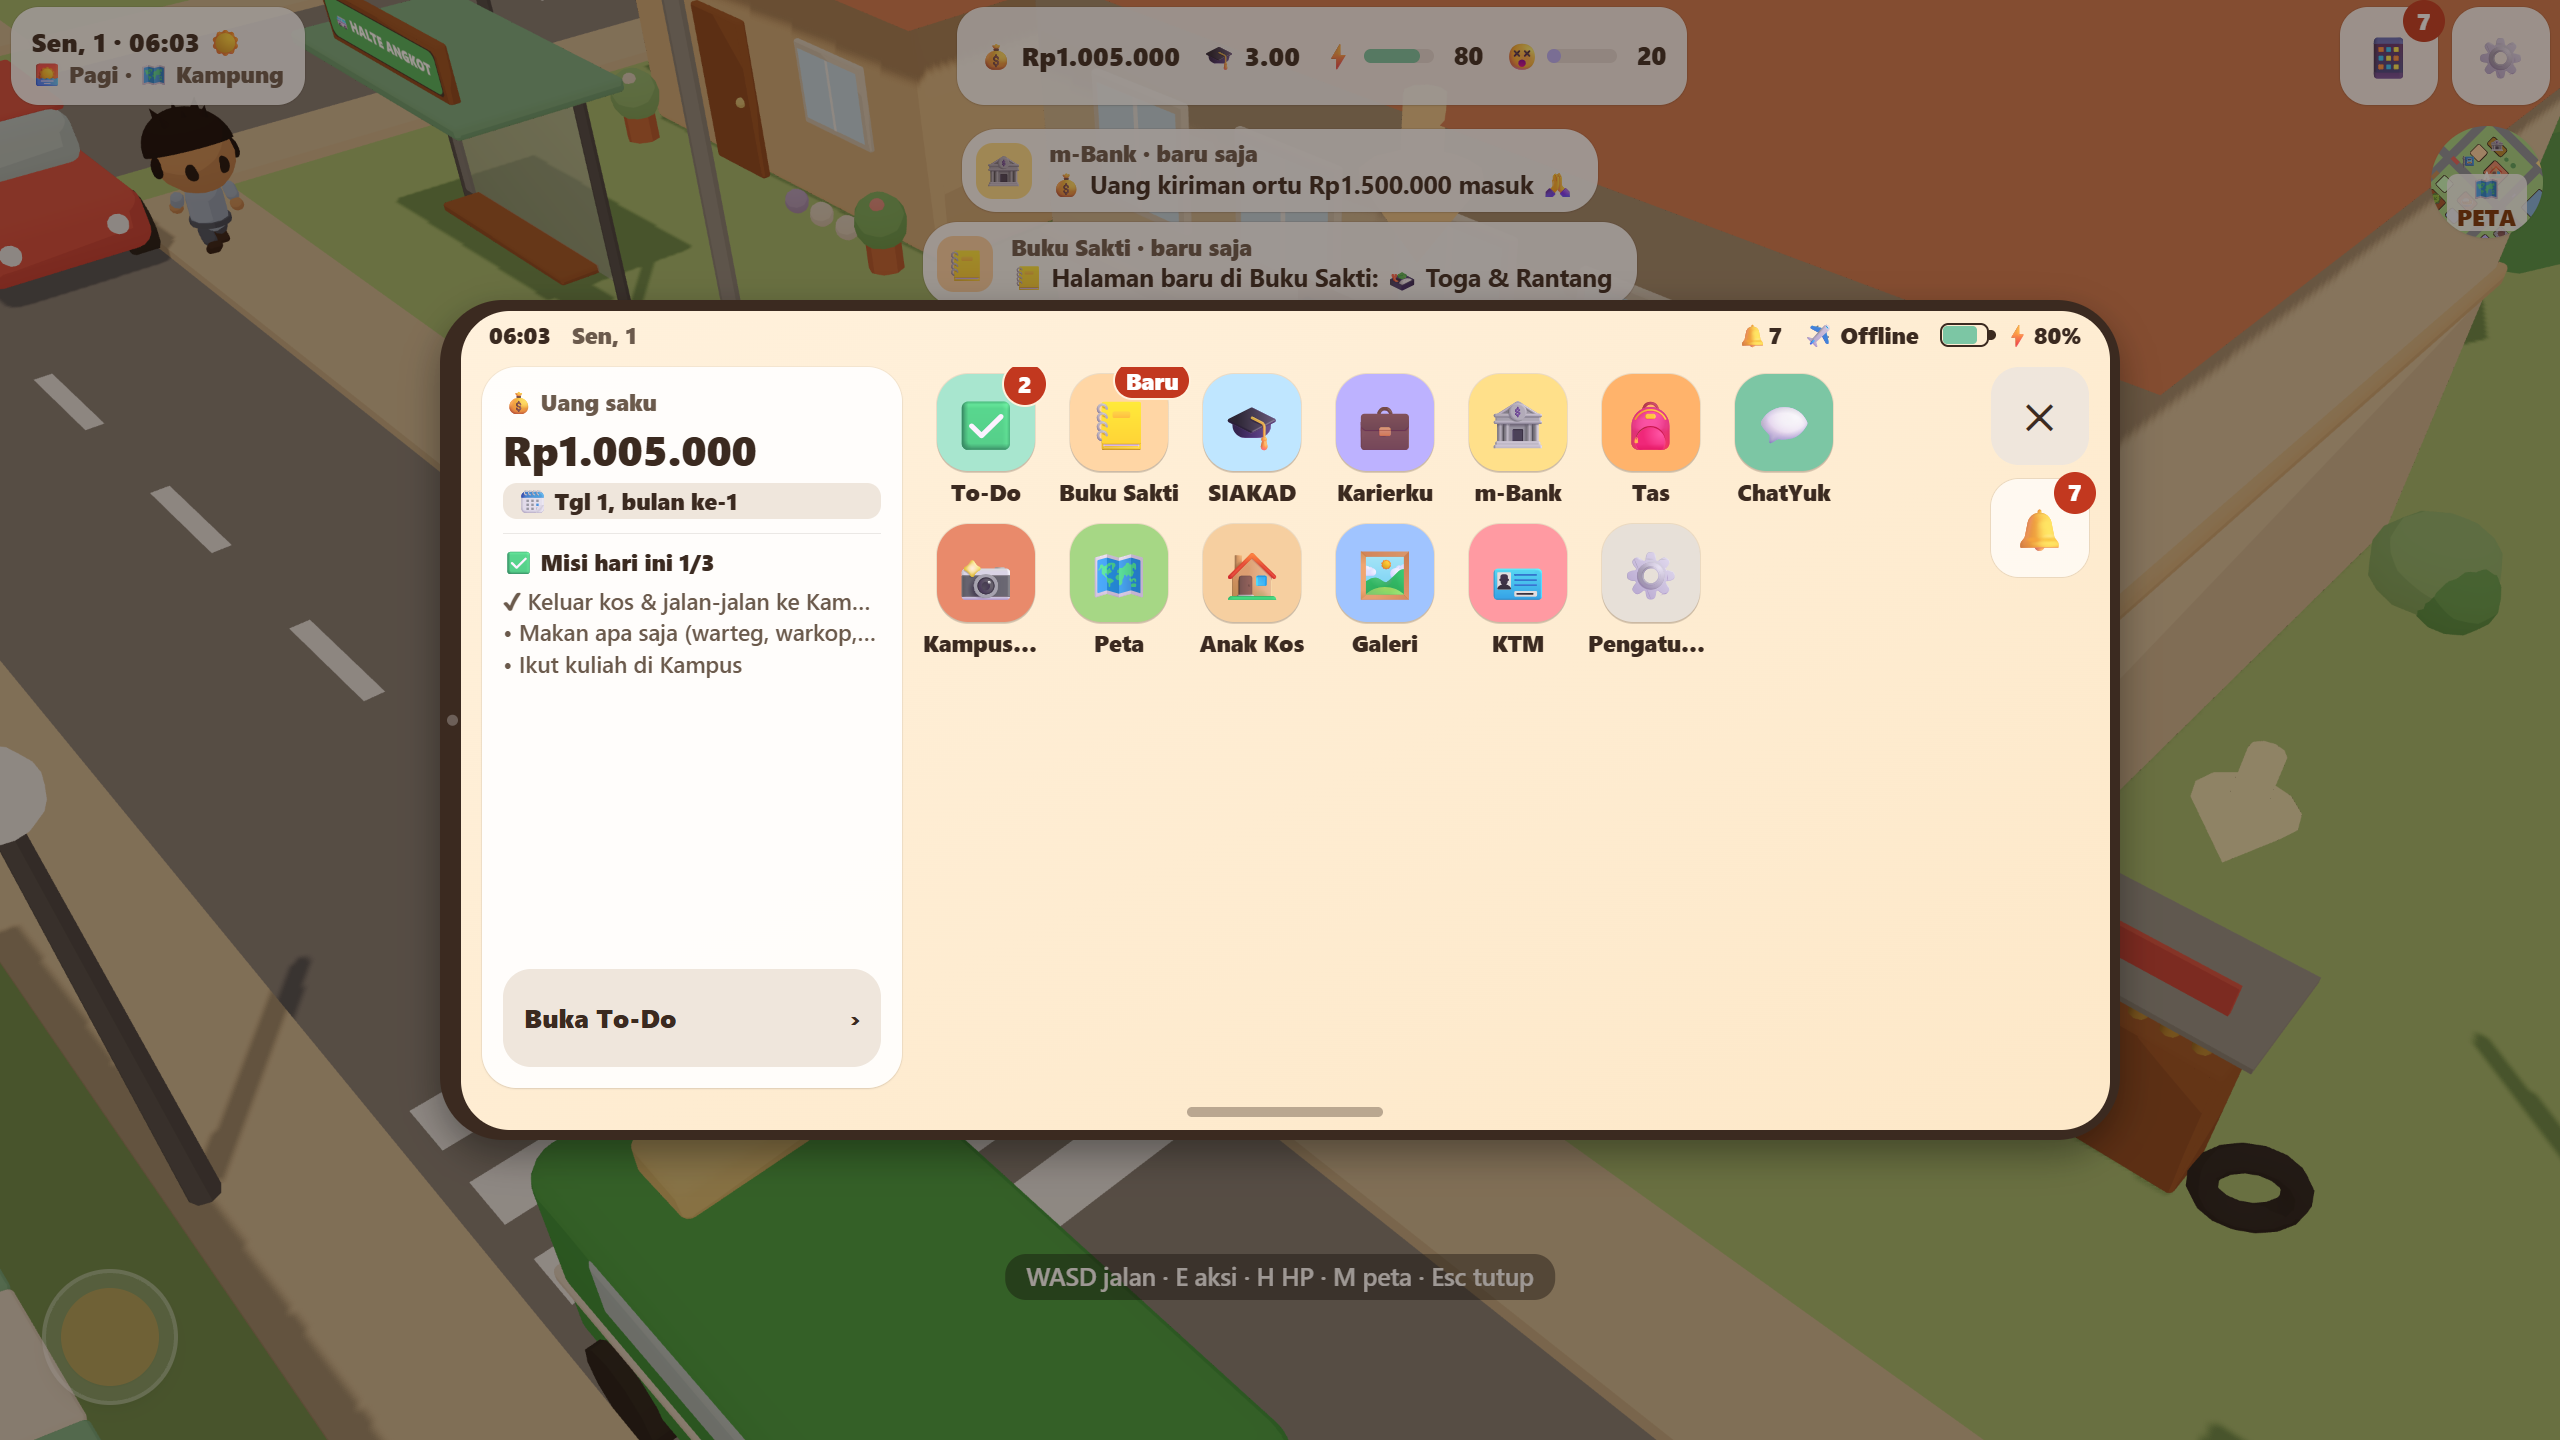 Sen, 1 · 06:03
Pagi · Kampung
HALTE ANGKOT
Rp1.005.000 3.00 80 20
7
PETA
m-Bank · baru saja
Uang kiriman ortu Rp1.500.000 masuk
Buku Sakti · baru saja
Halaman baru di Buku Sakti: Toga & Rantang
06:03 Sen, 1
7 Offline 80%
Uang saku
Rp1.005.000
Tgl 1, bulan ke-1
Misi hari ini 1/3
✓ Keluar kos & jalan-jalan ke Kam...
• Makan apa saja (warteg, warkop,...
• Ikut kuliah di Kampus
Buka To-Do ›
2
Baru
To-Do Buku Sakti SIAKAD Karierku m-Bank Tas ChatYuk
Kampus... Peta Anak Kos Galeri KTM Pengatu...
7
WASD jalan · E aksi · H HP · M peta · Esc tutup